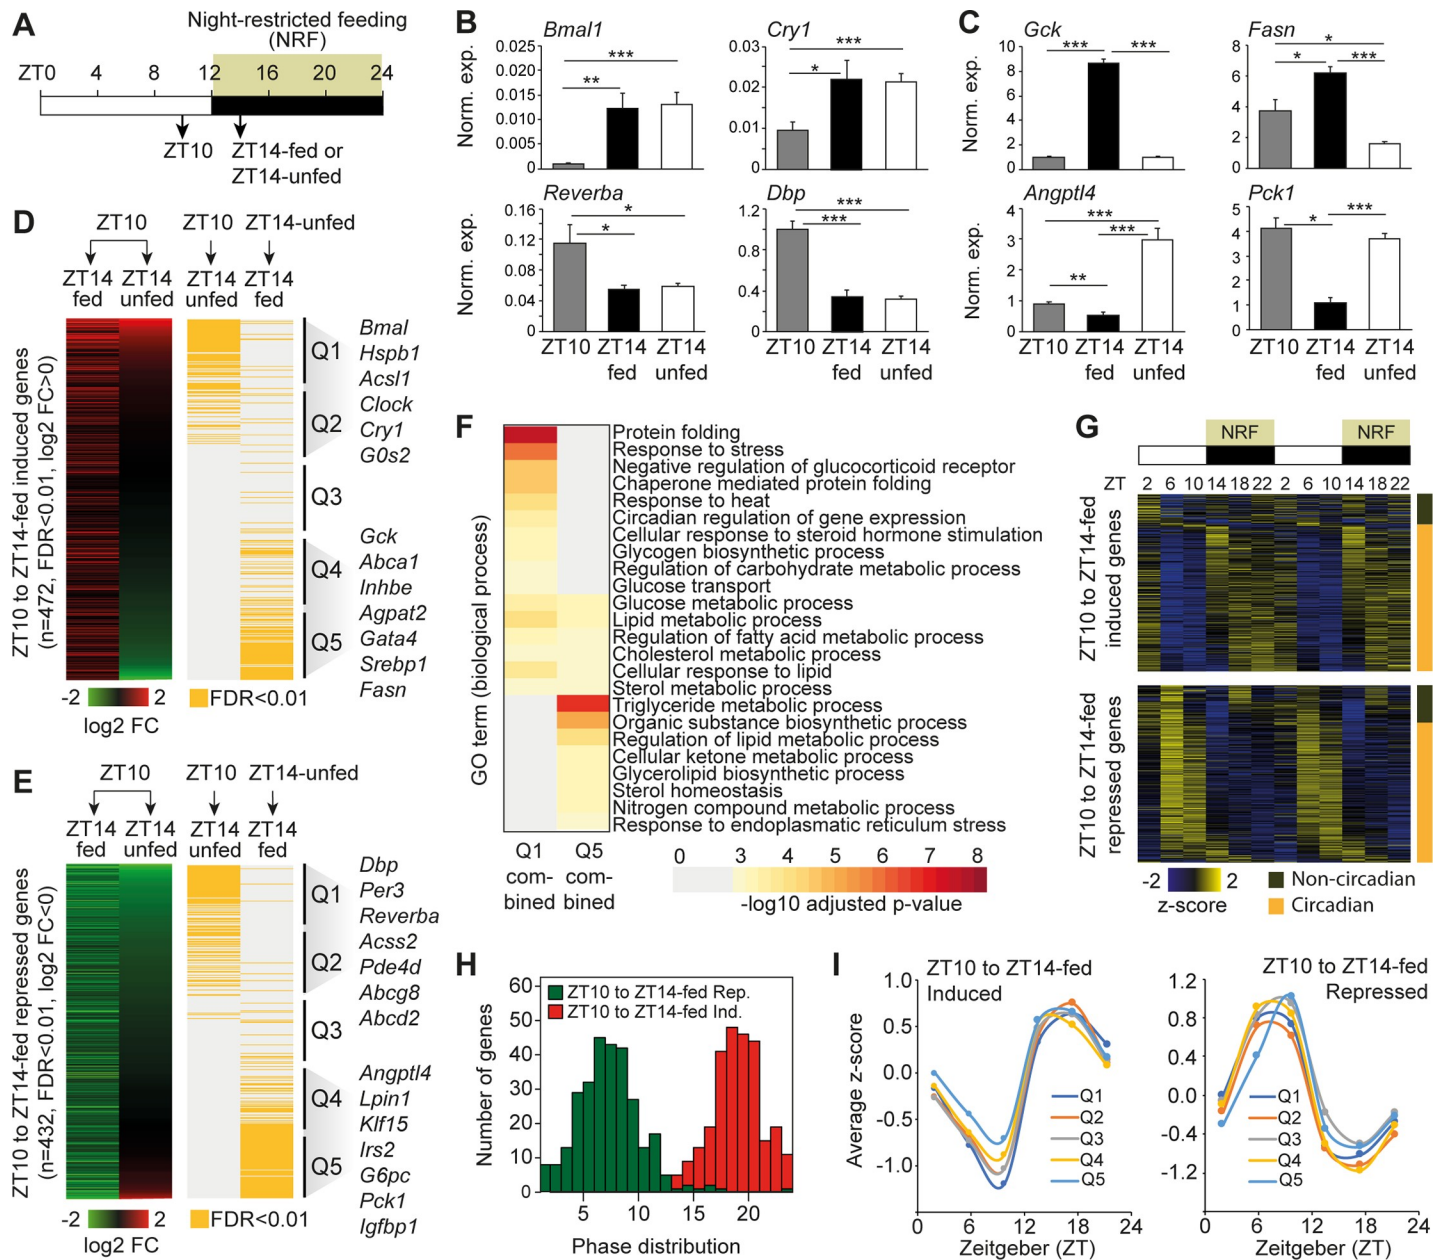 A
Night-restricted feeding
(NRF)
ZT0 4 8 12 16 20 24
ZT10
ZT14-fed or
ZT14-unfed
B
Bmal1
Norm. exp.
0.025
0.020
0.015
0.010
0.005
0
***
**
Cry1
0.03
0.02
0.01
0
***
*
Reverba
Norm. exp.
0.16
0.12
0.08
0.04
0
*
*
ZT10 ZT14 ZT14
fed unfed
Dbp
1.2
0.8
0.4
0
***
***
ZT10 ZT14 ZT14
fed unfed
C
Gck
Norm. exp.
10
8
6
4
2
0
*** ***
Fasn
8
6
4
2
0
*
* ***
Angptl4
Norm. exp.
4
3
2
1
0
***
***
**
ZT10 ZT14 ZT14
fed unfed
Pck1
5
4
3
2
1
0
* ***
ZT10 ZT14 ZT14
fed unfed
D
ZT10 ZT10 ZT14-unfed
ZT14 ZT14 ZT14 ZT14
fed unfed unfed fed
ZT10 to ZT14-fed induced genes
(n=472, FDR<0.01, log2 FC>0)
Q1
Q2
Q3
Q4
Q5
Bmal
Hspb1
Acsl1
Clock
Cry1
G0s2
Gck
Abca1
Inhbe
Agpat2
Gata4
Srebp1
Fasn
-2 2
log2 FC
FDR<0.01
E
ZT10 ZT10 ZT14-unfed
ZT14 ZT14 ZT14 ZT14
fed unfed unfed fed
ZT10 to ZT14-fed repressed genes
(n=432, FDR<0.01, log2 FC<0)
Q1
Q2
Q3
Q4
Q5
Dbp
Per3
Reverba
Acss2
Pde4d
Abcg8
Abcd2
Angptl4
Lpin1
Klf15
Irs2
G6pc
Pck1
Igfbp1
-2 2
log2 FC
FDR<0.01
F
GO term (biological process)
Protein folding
Response to stress
Negative regulation of glucocorticoid receptor
Chaperone mediated protein folding
Response to heat
Circadian regulation of gene expression
Cellular response to steroid hormone stimulation
Glycogen biosynthetic process
Regulation of carbohydrate metabolic process
Glucose transport
Glucose metabolic process
Lipid metabolic process
Regulation of fatty acid metabolic process
Cholesterol metabolic process
Cellular response to lipid
Sterol metabolic process
Triglyceride metabolic process
Organic substance biosynthetic process
Regulation of lipid metabolic process
Cellular ketone metabolic process
Glycerolipid biosynthetic process
Sterol homeostasis
Nitrogen compound metabolic process
Response to endoplasmatic reticulum stress
Q1 Q5
com- com-
bined bined
0 3 4 5 6 7 8
-log10 adjusted p-value
G
NRF NRF
ZT 2 6 10 14 18 22 2 6 10 14 18 22
ZT10 to ZT14-fed
induced genes
ZT10 to ZT14-fed
repressed genes
-2 2
z-score
Non-circadian
Circadian
H
Number of genes
60
50
40
30
20
10
0
ZT10 to ZT14-fed Rep.
ZT10 to ZT14-fed Ind.
5 10 15 20
Phase distribution
I
Average z-score
ZT10 to ZT14-fed
Induced
1.0
0.5
0.0
-0.5
-1.0
Q1
Q2
Q3
Q4
Q5
0 6 12 18 24
Zeitgeber (ZT)
ZT10 to ZT14-fed
Repressed
1.2
0.8
0.4
0.0
-0.4
-1.2
Q1
Q2
Q3
Q4
Q5
0 6 12 18 24
Zeitgeber (ZT)